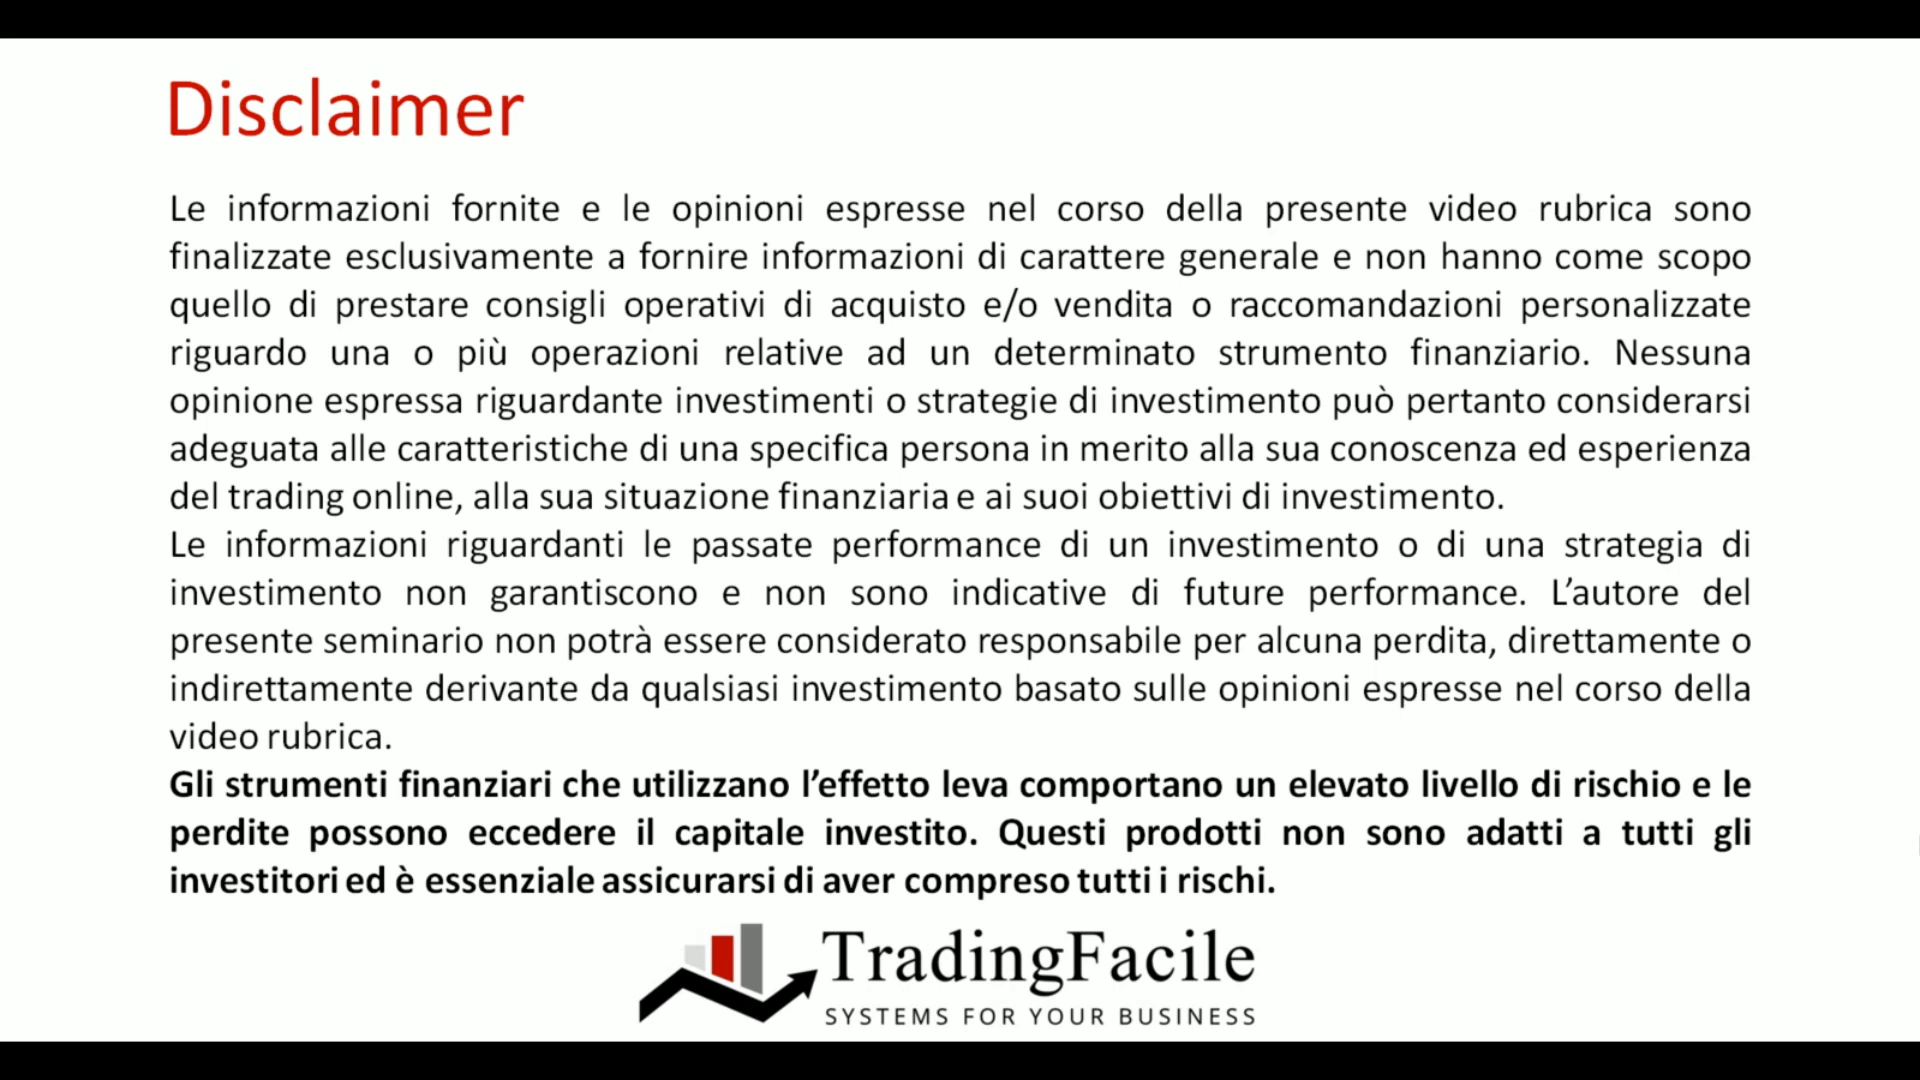 Disclaimer
Le informazioni fornite e le opinioni espresse nel corso della presente video rubrica sono
finalizzate esclusivamente a fornire informazioni di carattere generale e non hanno come scopo
quello di prestare consigli operativi di acquisto e/o vendita o raccomandazioni personalizzate
riguardo una o più operazioni relative ad un determinato strumento finanziario. Nessuna
opinione espressa riguardante investimenti o strategie di investimento può pertanto considerarsi
adeguata alle caratteristiche di una specifica persona in merito alla sua conoscenza ed esperienza
del trading online, alla sua situazione finanziaria e ai suoi obiettivi di investimento.
Le informazioni riguardanti le passate performance di un investimento o di una strategia di
investimento non garantiscono e non sono indicative di future performance. L’autore del
presente seminario non potrà essere considerato responsabile per alcuna perdita, direttamente o
indirettamente derivante da qualsiasi investimento basato sulle opinioni espresse nel corso della
video rubrica.
Gli strumenti finanziari che utilizzano l’effetto leva comportano un elevato livello di rischio e le
perdite possono eccedere il capitale investito. Questi prodotti non sono adatti a tutti gli
investitori ed è essenziale assicurarsi di aver compreso tutti i rischi.
TradingFacile
SYSTEMS FOR YOUR BUSINESS